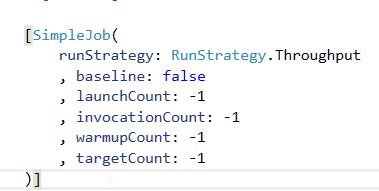 [SimpleJob(
runStrategy: RunStrategy.Throughput
, baseline: false
, launchCount: -1
, invocationCount: -1
, warmupCount: -1
, targetCount: -1
)]